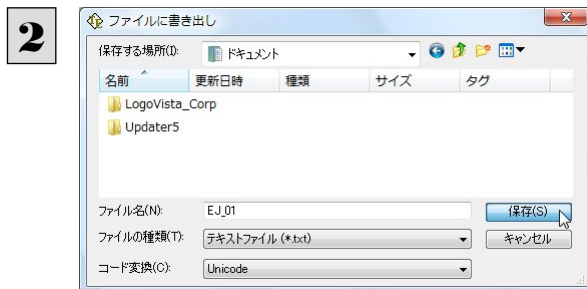 2
ファイルに書き出し
保存する場所(I):
ドキュメント
名前 更新日時 種類 サイズ タグ
LogoVista_Corp
Updater5
ファイル名(N): EJ_01 保存(S)
ファイルの種類(T): テキストファイル (*.txt) キャンセル
コード変換(C): Unicode